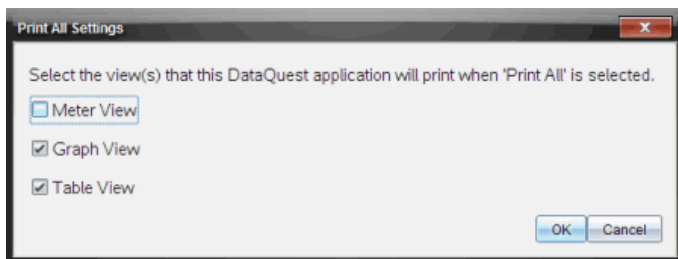 Print All Settings
Select the view(s) that this DataQuest application will print when 'Print All' is selected.
Meter View
Graph View
Table View
OK Cancel